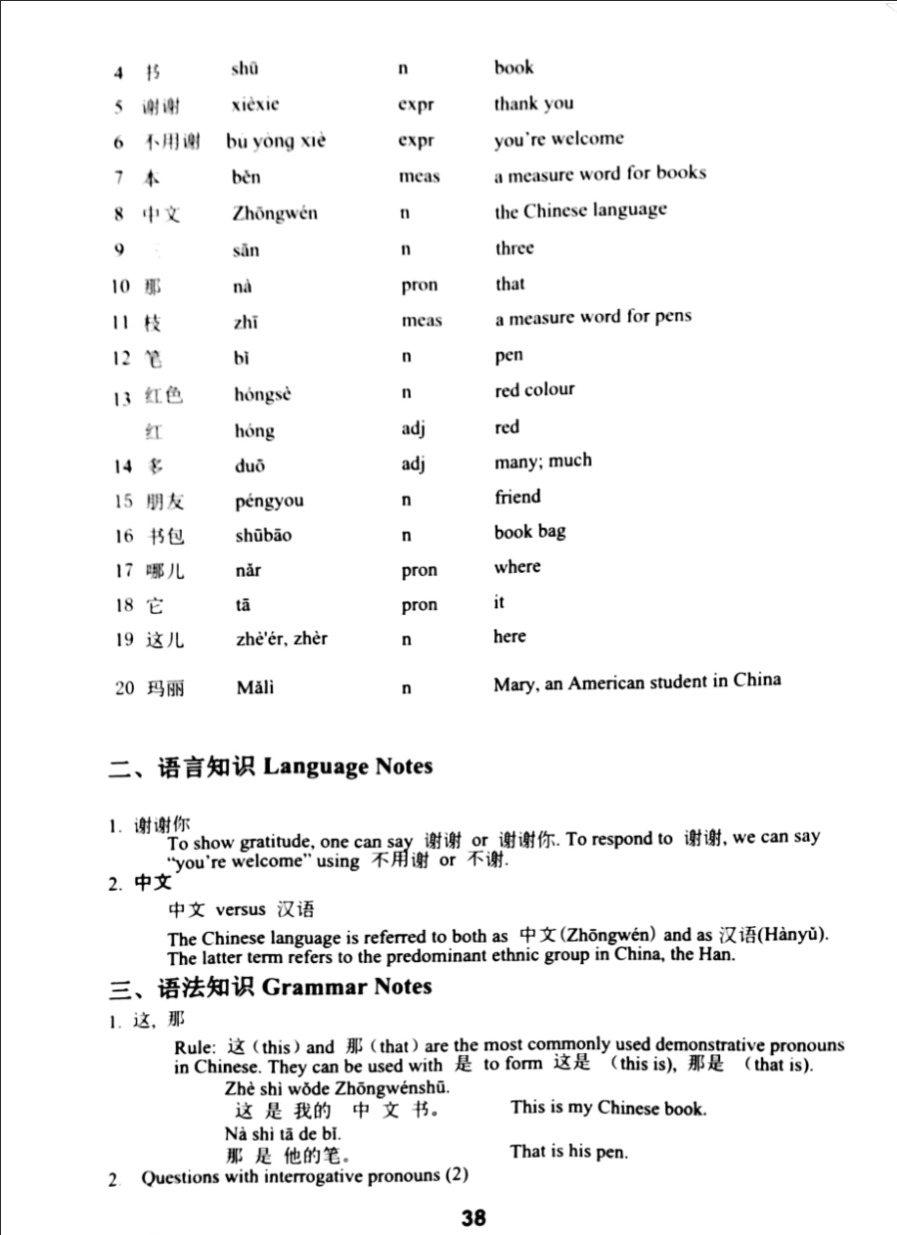 4 书 shū n book
5 谢谢 xièxie expr thank you
6 不用谢 bú yòng xiè expr you're welcome
7 本 běn meas a measure word for books
8 中文 Zhōngwén n the Chinese language
9 sān n three
10 那 nà pron that
11 枝 zhī meas a measure word for pens
12 笔 bǐ n pen
13 红色 hóngsè n red colour
红 hóng adj red
14 多 duō adj many; much
15 朋友 péngyou n friend
16 书包 shūbāo n book bag
17 哪儿 nǎr pron where
18 它 tā pron it
19 这儿 zhè'ér, zhèr n here
20 玛丽 Mǎlì n Mary, an American student in China
二、语言知识 Language Notes
1. 谢谢你
To show gratitude, one can say 谢谢 or 谢谢你. To respond to 谢谢, we can say
“you're welcome” using 不用谢 or 不谢.
2. 中文
中文 versus 汉语
The Chinese language is referred to both as 中文(Zhōngwén) and as 汉语(Hànyǔ).
The latter term refers to the predominant ethnic group in China, the Han.
三、语法知识 Grammar Notes
1. 这, 那
Rule: 这 (this) and 那 (that) are the most commonly used demonstrative pronouns
in Chinese. They can be used with 是 to form 这是 (this is), 那是 (that is).
Zhè shì wǒde Zhōngwénshū.
这 是 我的 中 文 书。 This is my Chinese book.
Nà shì tā de bǐ.
那 是 他的笔。 That is his pen.
2. Questions with interrogative pronouns (2)
38